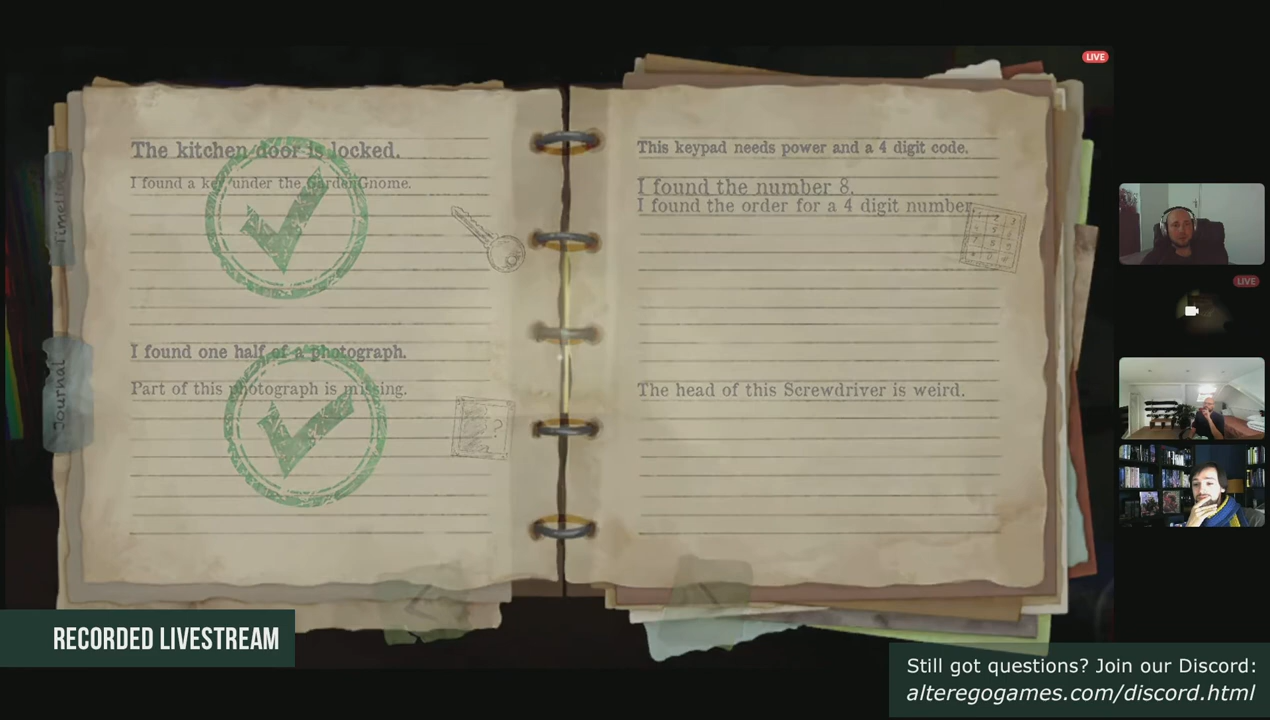 LIVE
The kitchen door is locked.
I found a key under the Garden Gnome.
I found one half of a photograph.
Part of this photograph is missing.
?
Timeline
Journal
This keypad needs power and a 4 digit code.
I found the number 8.
I found the order for a 4 digit number.
The head of this Screwdriver is weird.
LIVE
RECORDED LIVESTREAM
Still got questions? Join our Discord:
alteregogames.com/discord.html